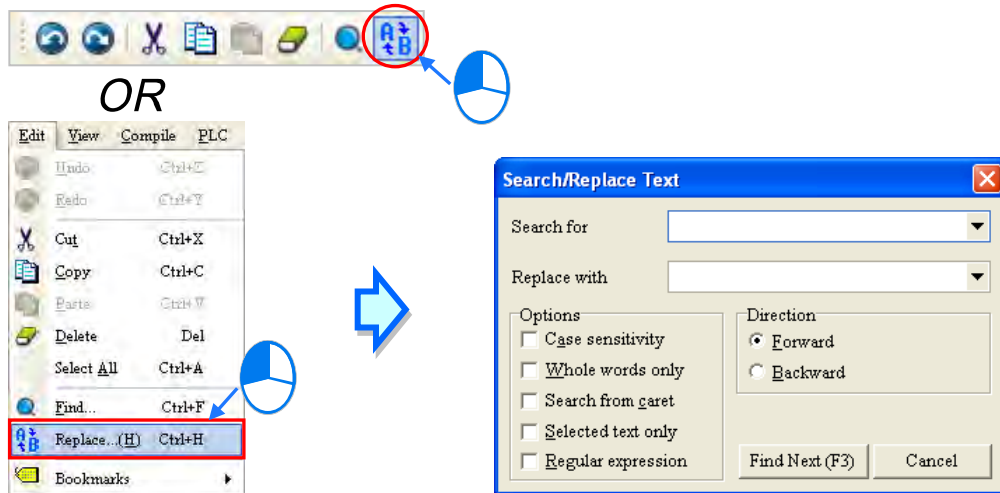 OR
Edit View Compile PLC
Undo Ctrl+Z
Redo Ctrl+Y
Cut Ctrl+X
Copy Ctrl+C
Paste Ctrl+V
Delete Del
Select All Ctrl+A
Find... Ctrl+F
Replace...(H) Ctrl+H
Bookmarks
Search/Replace Text
Search for
Replace with
Options
Case sensitivity
Whole words only
Search from caret
Selected text only
Regular expression
Direction
Forward
Backward
Find Next (F3) Cancel